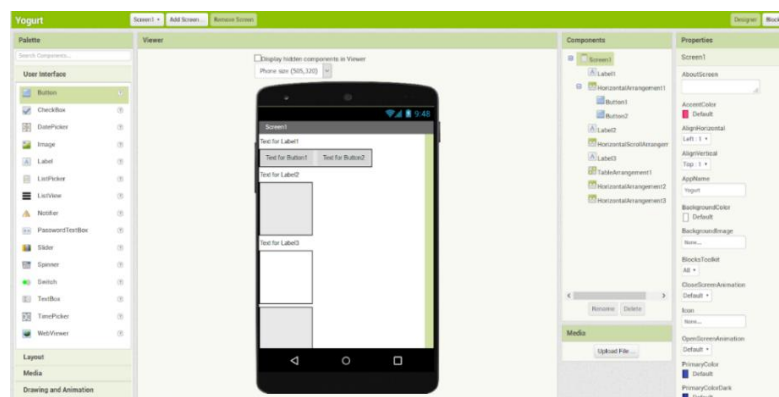 Yogurt
Screen1
Add Screen...
Remove Screen
Designer
Palette
Viewer
Components
Properties
Search Components...
User Interface
Button
CheckBox
DatePicker
Image
Label
ListPicker
ListView
Notifier
PasswordTextBox
Slider
Spinner
Switch
TextBox
TimePicker
WebViewer
Layout
Media
Drawing and Animation
Display hidden components in Viewer
Phone size (505,320)
9:48
Screen1
Text for Label1
Text for Button1 Text for Button2
Text for Label2
Text for Label3
Screen1
Label1
HorizontalArrangement1
Button1
Button2
Label2
HorizontalScrollArrangem
Label3
TableArrangement1
HorizontalArrangement2
HorizontalArrangement3
Rename Delete
Media
Upload File ...
Screen1
AboutScreen
AccentColor
Default
AlignHorizontal
Left : 1
AlignVertical
Top : 1
AppName
Yogurt
BackgroundColor
Default
BackgroundImage
None...
BlocksToolkit
All
CloseScreenAnimation
Default
Icon
None...
OpenScreenAnimation
Default
PrimaryColor
Default
PrimaryColorDark
Default